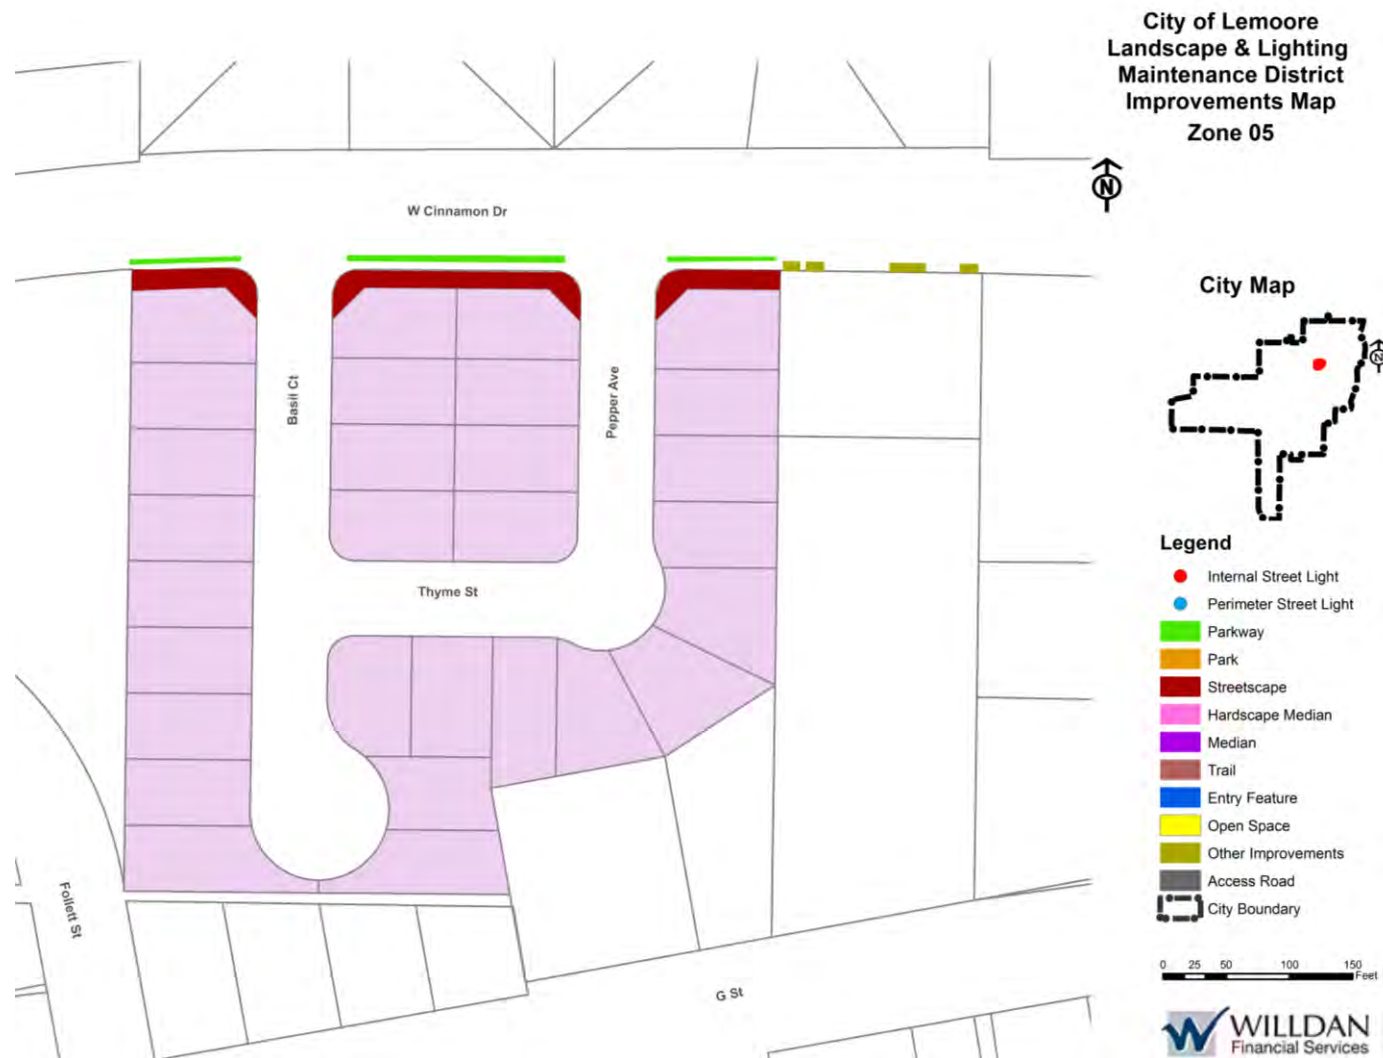 City of Lemoore
Landscape & Lighting
Maintenance District
Improvements Map
Zone 05
N
W Cinnamon Dr
City Map
N
Basil Ct
Pepper Ave
Thyme St
Follett St
G St
Legend
Internal Street Light
Perimeter Street Light
Parkway
Park
Streetscape
Hardscape Median
Median
Trail
Entry Feature
Open Space
Other Improvements
Access Road
City Boundary
0 25 50 100 150
Feet
WILLDAN
Financial Services